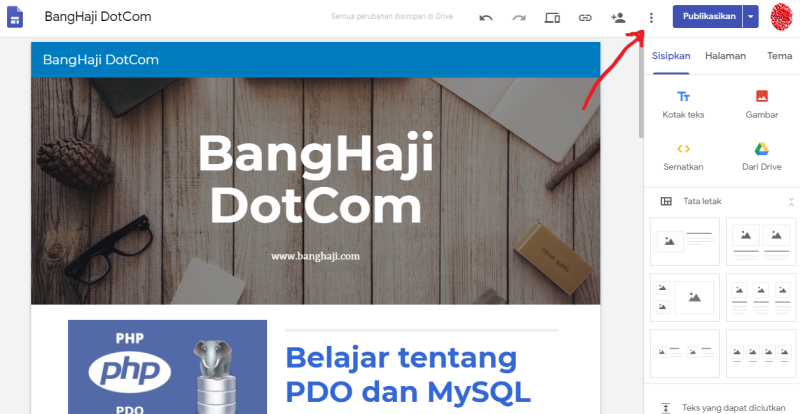 BangHaji DotCom
Semua perubahan disimpan di Drive
Publikasikan
BangHaji DotCom
BangHaji
DotCom
www.banghaji.com
PHP
php
PDO
Belajar tentang
PDO dan MySQL
Sisipkan Halaman Tema
Kotak teks Gambar
Sematkan Dari Drive
Tata letak
Teks yang dapat diciutkan